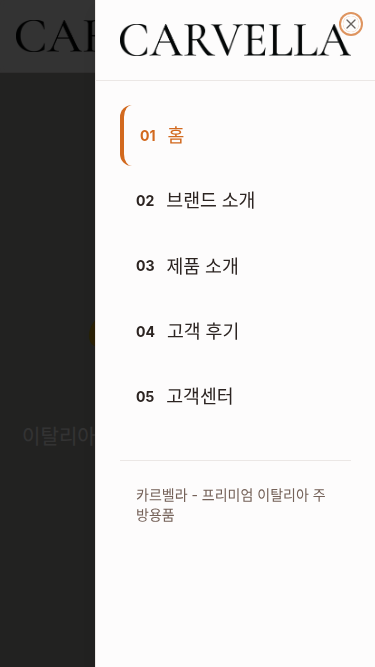 CARVELLA
01 홈
02 브랜드 소개
03 제품 소개
04 고객 후기
05 고객센터
카르벨라 - 프리미엄 이탈리아 주
방용품
이탈리아